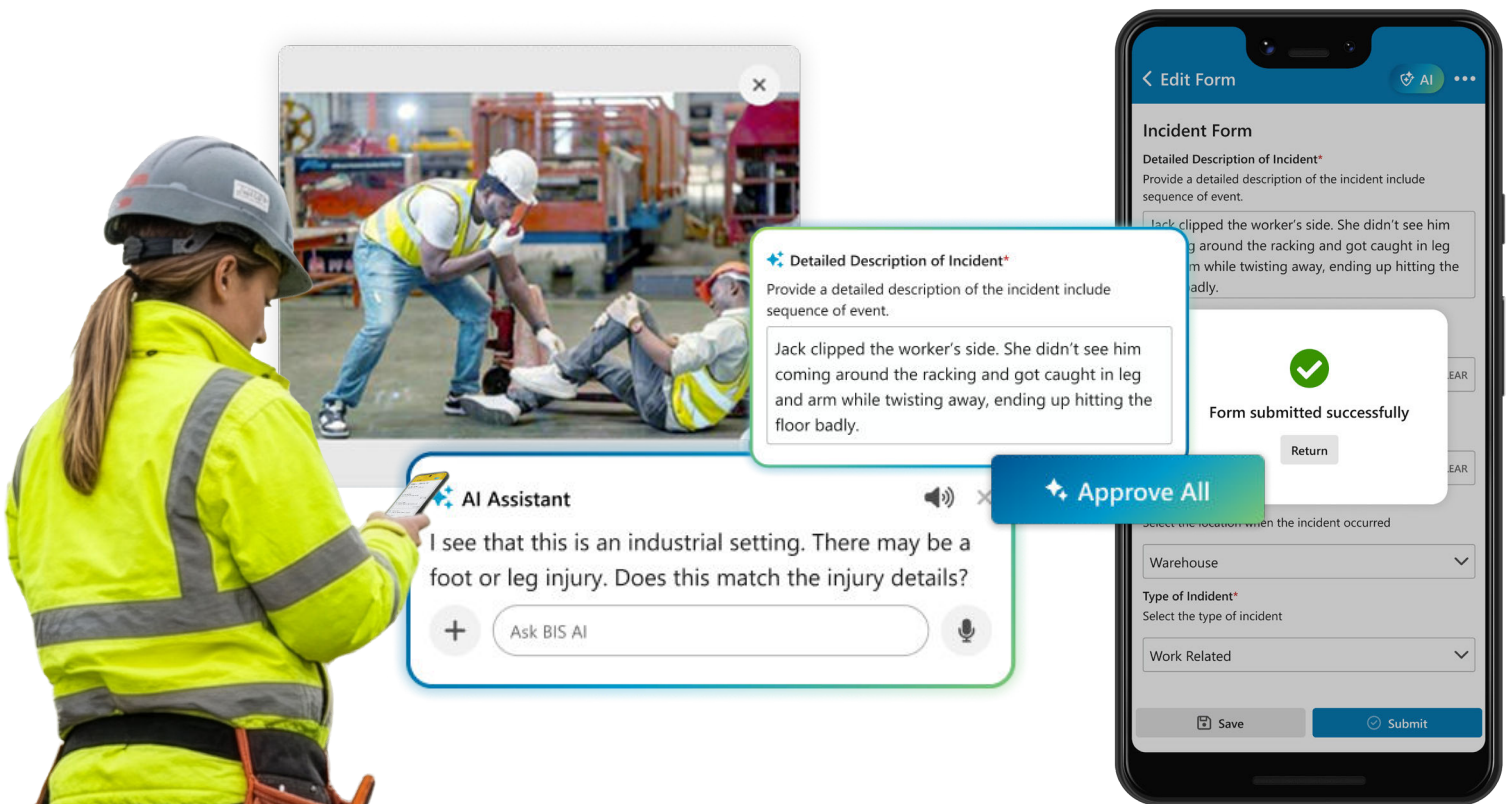 Detailed Description of Incident*
Provide a detailed description of the incident include
sequence of event.
Jack clipped the worker's side. She didn't see him
coming around the racking and got caught in leg
and arm while twisting away, ending up hitting the
floor badly.
Approve All
AI Assistant
I see that this is an industrial setting. There may be a
foot or leg injury. Does this match the injury details?
Ask BIS AI
Edit Form
AI
Incident Form
Detailed Description of Incident*
Provide a detailed description of the incident include
sequence of event.
Jack clipped the worker's side. She didn't see him
around the racking and got caught in leg
while twisting away, ending up hitting the
Form submitted successfully
Return
Select the location when the incident occurred
Warehouse
Type of Indident*
Select the type of incident
Work Related
Save
Submit